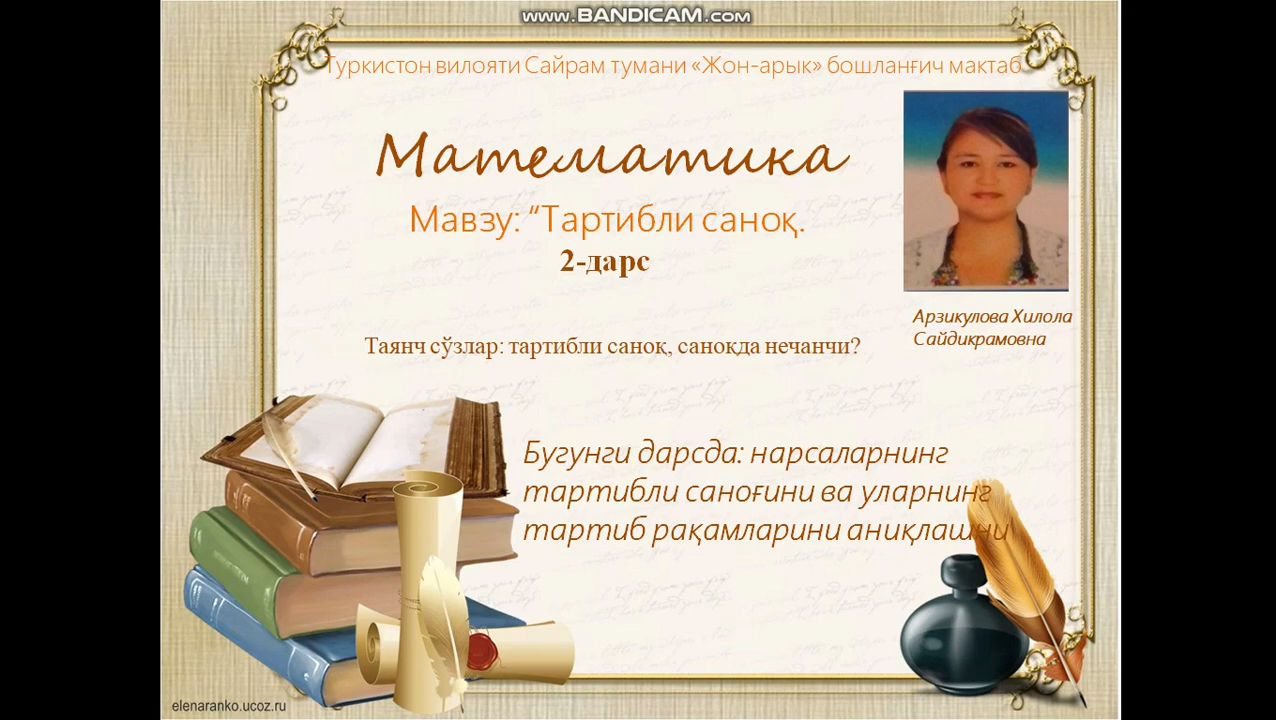 www.BANDICAM.com
Туркистон вилояти Сайрам тумани «Жон-арык» бошланғич мактаб
Математика
Мавзу: “Тартибли саноқ.
2-дарс
Арзикулова Хилола
Сайдикрамовна
Таянч сўзлар: тартибли саноқ, саноқда нечанчи?
Бугунги дарсда: нарсаларнинг
тартибли саноғини ва уларнинг
тартиб рақамларини аниқлашни
elenaranko.ucoz.ru